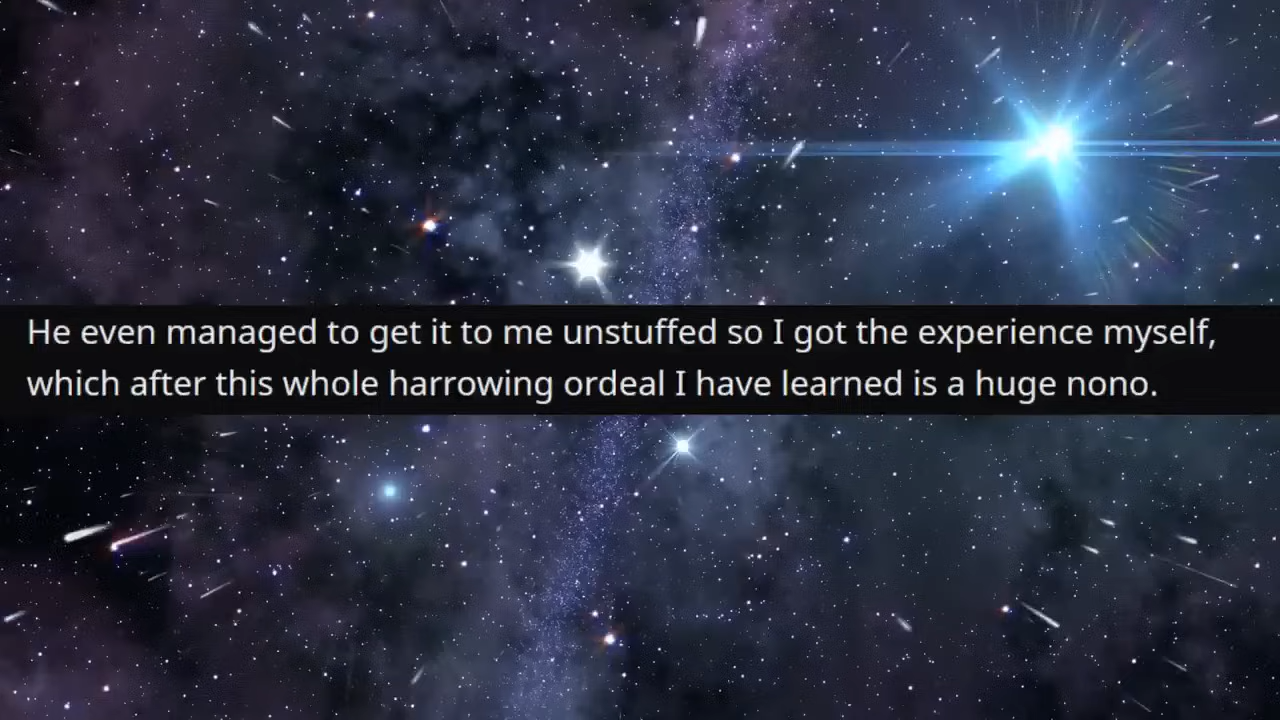 He even managed to get it to me unstuffed so I got the experience myself,
which after this whole harrowing ordeal I have learned is a huge nono.